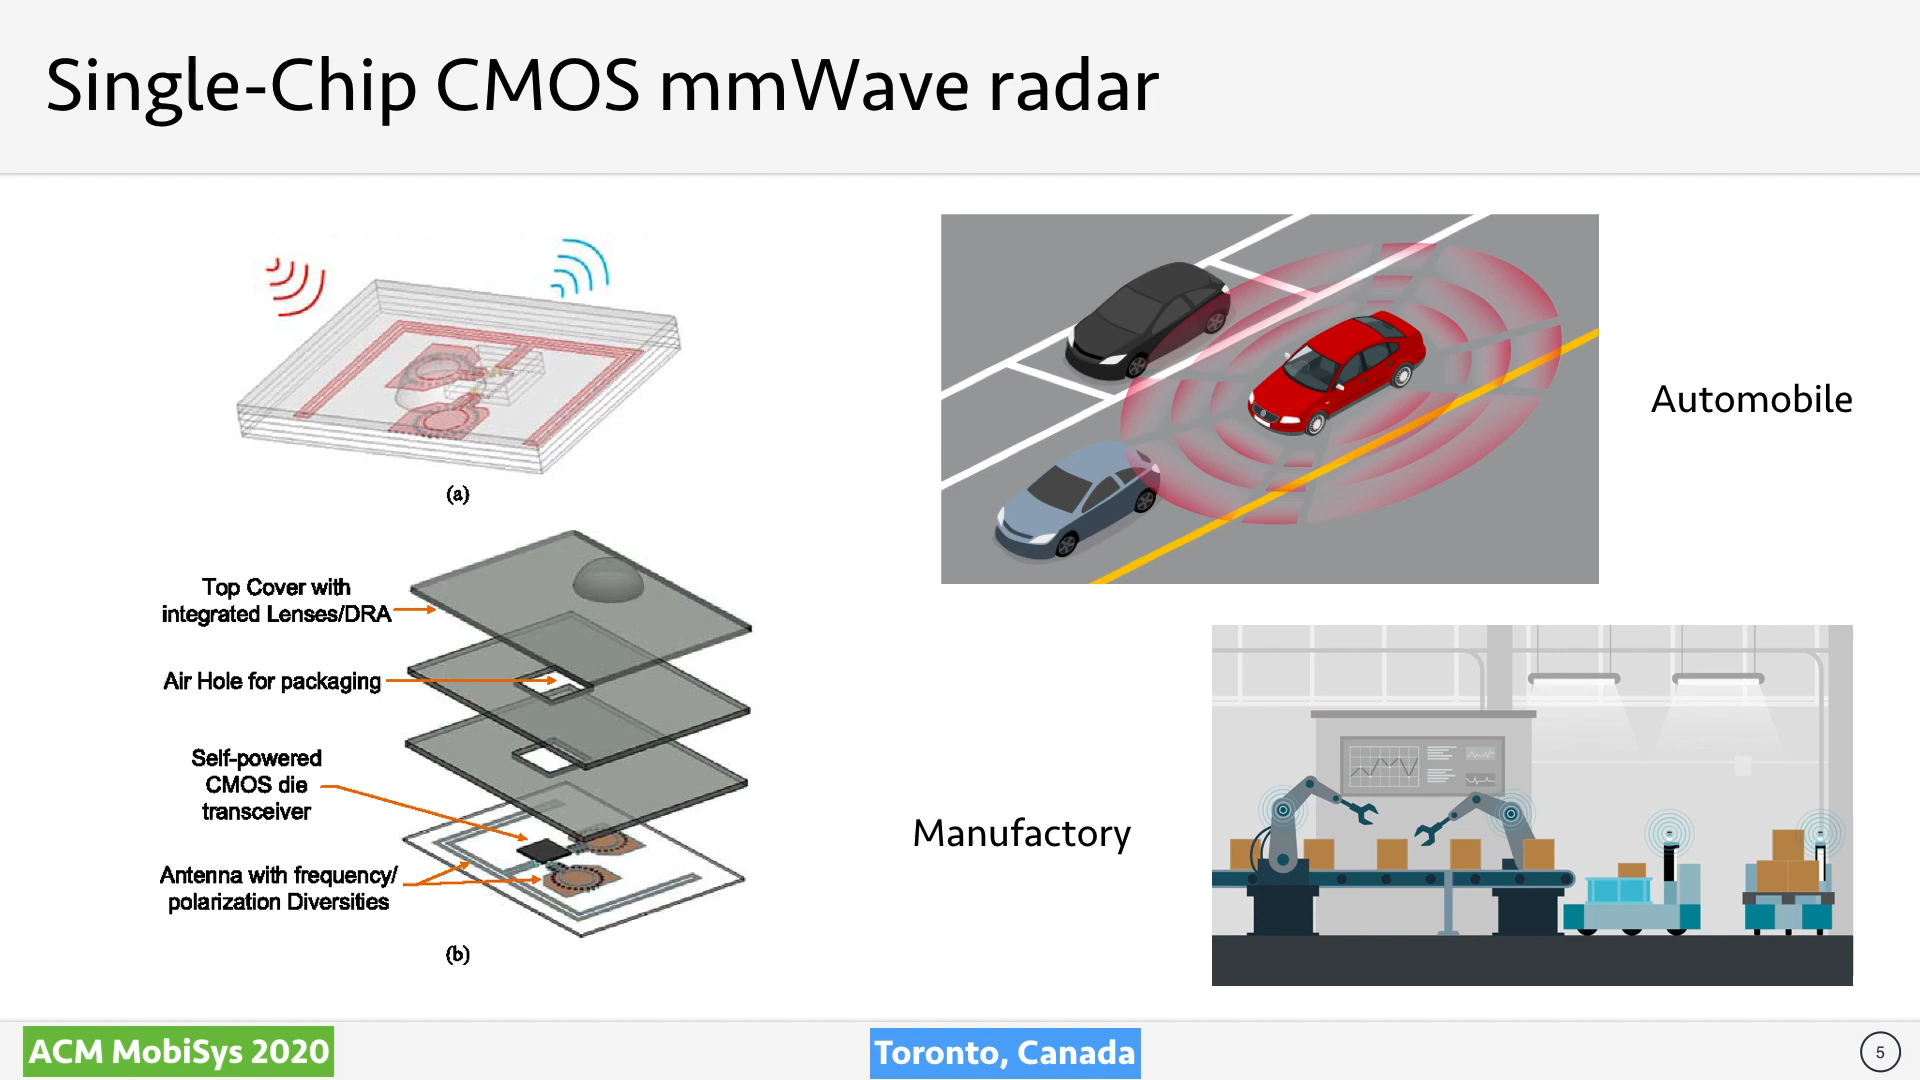 Single-Chip CMOS mmWave radar
(a)
Top Cover with
integrated Lenses/DRA
Air Hole for packaging
Self-powered
CMOS die
transceiver
Antenna with frequency/
polarization Diversities
(b)
Automobile
Manufactory
ACM MobiSys 2020
Toronto, Canada
5